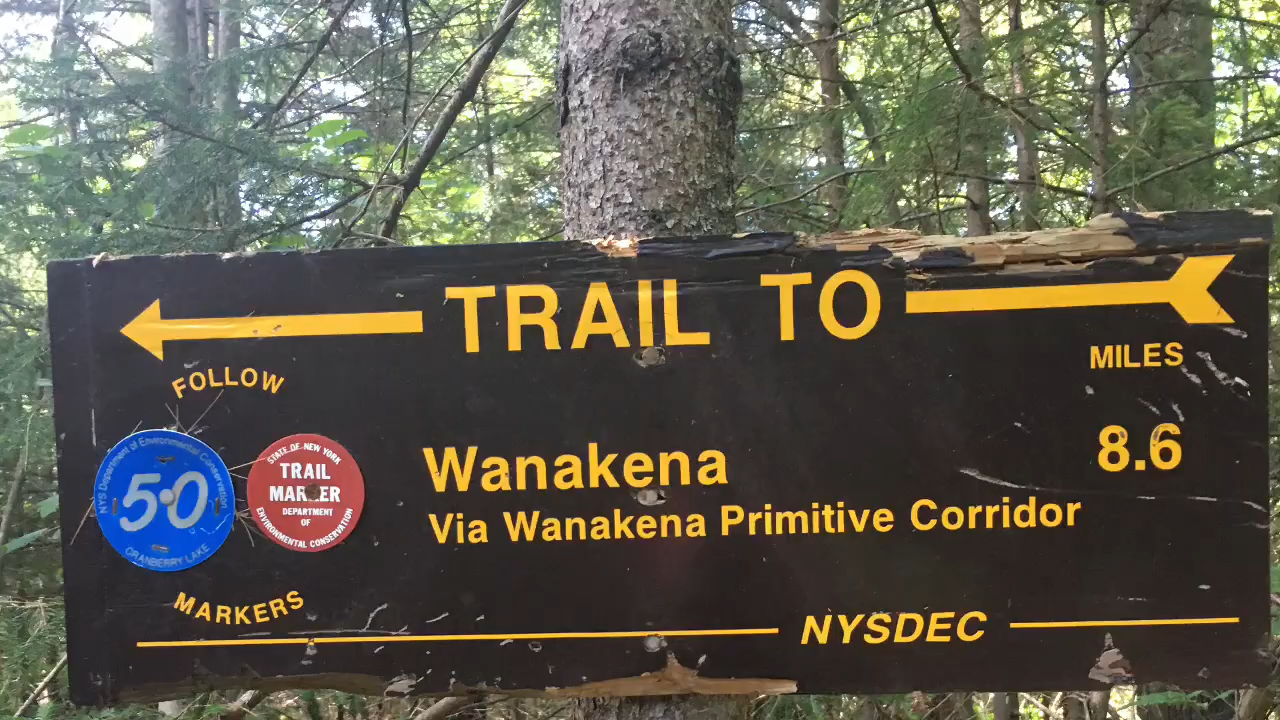 TRAIL TO
MILES
FOLLOW
NYS Department of Environmental Conservation
50
CRANBERRY LAKE
STATE OF NEW YORK
TRAIL
MARKER
DEPARTMENT
OF
ENVIRONMENTAL CONSERVATION
Wanakena
8.6
Via Wanakena Primitive Corridor
MARKERS
NYSDEC